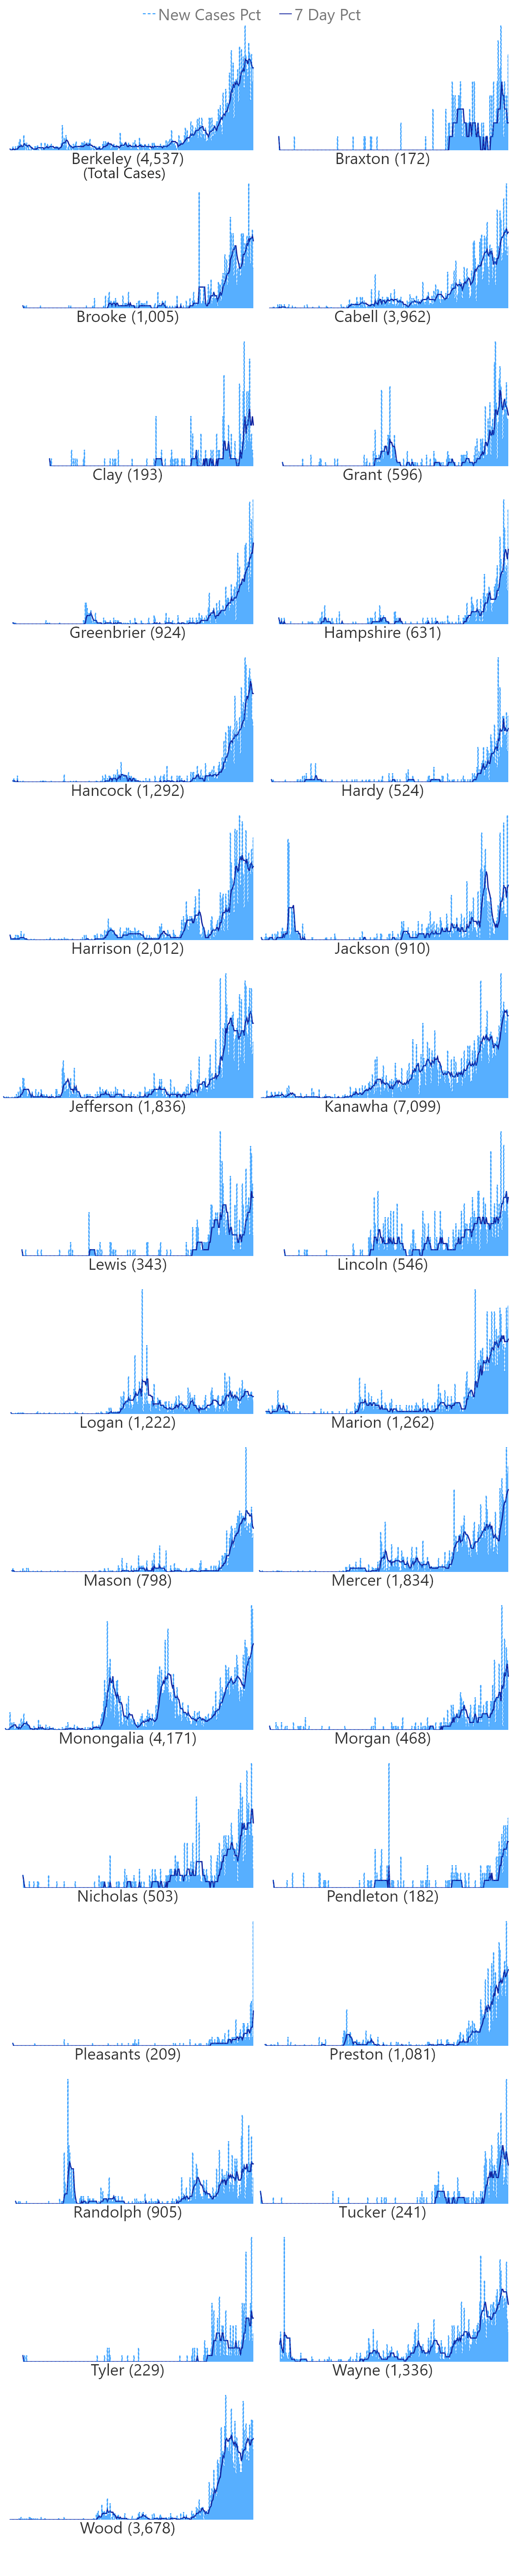 New Cases Pct 7 Day Pct
Berkeley (4,537) Braxton (172)
(Total Cases)
Brooke (1,005) Cabell (3,962)
Clay (193) Grant (596)
Greenbrier (924) Hampshire (631)
Hancock (1,292) Hardy (524)
Harrison (2,012) Jackson (910)
Jefferson (1,836) Kanawha (7,099)
Lewis (343) Lincoln (546)
Logan (1,222) Marion (1,262)
Mason (798) Mercer (1,834)
Monongalia (4,171) Morgan (468)
Nicholas (503) Pendleton (182)
Pleasants (209) Preston (1,081)
Randolph (905) Tucker (241)
Tyler (229) Wayne (1,336)
Wood (3,678)